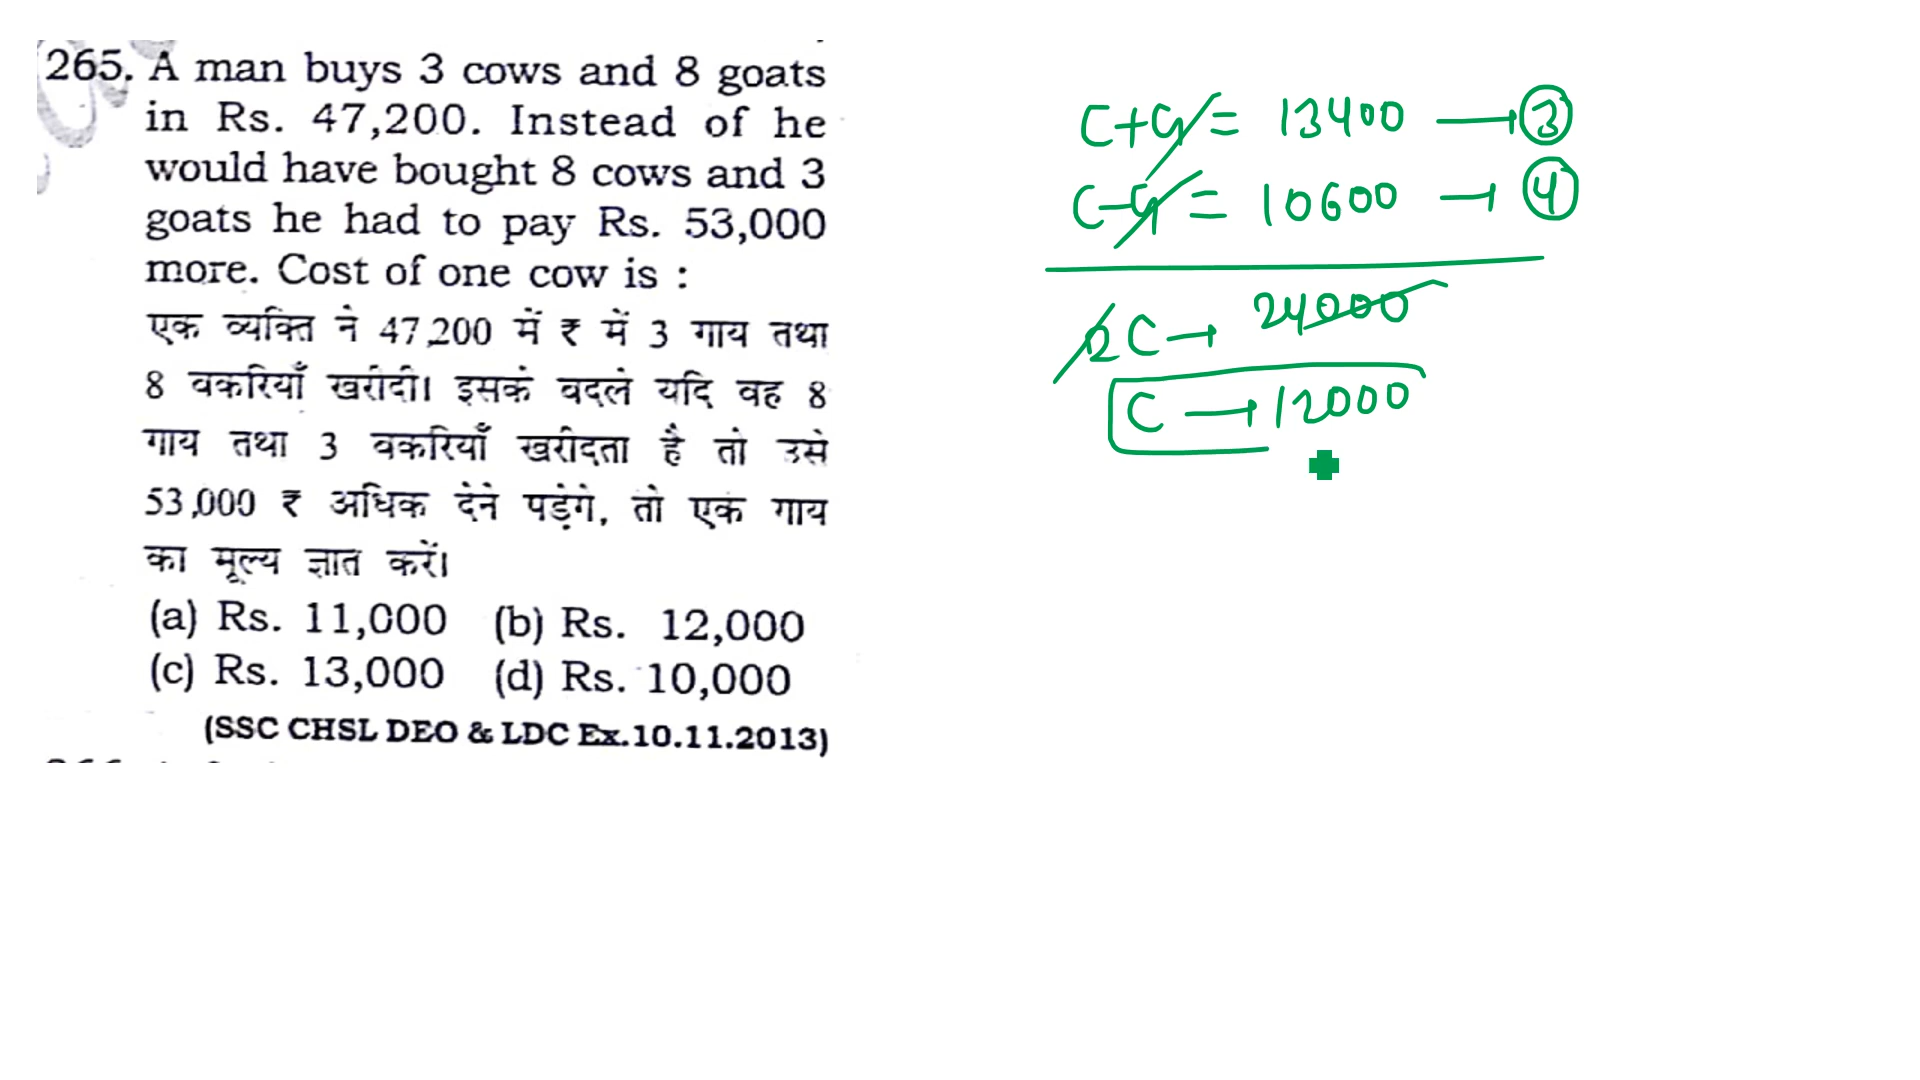 265. A man buys 3 cows and 8 goats
in Rs. 47,200. Instead of he
would have bought 8 cows and 3
goats he had to pay Rs. 53,000
more. Cost of one cow is :
एक व्यक्ति ने 47,200 में ₹ में 3 गाय तथा
8 वकरियाँ खरीदी। इसके वदले यदि वह 8
गाय तथा 3 वकरियाँ खरीदता है तो उसे
53,000 ₹ अधिक देने पड़ेगे, तो एक गाय
का मूल्य ज्ञात करें।
(a) Rs. 11,000 (b) Rs. 12,000
(c) Rs. 13,000 (d) Rs. 10,000
(SSC CHSL DEO & LDC Ex.10.11.2013)
C+G = 13400 → 3
C-G = 10600 → 4
2C → 24000
C → 12000